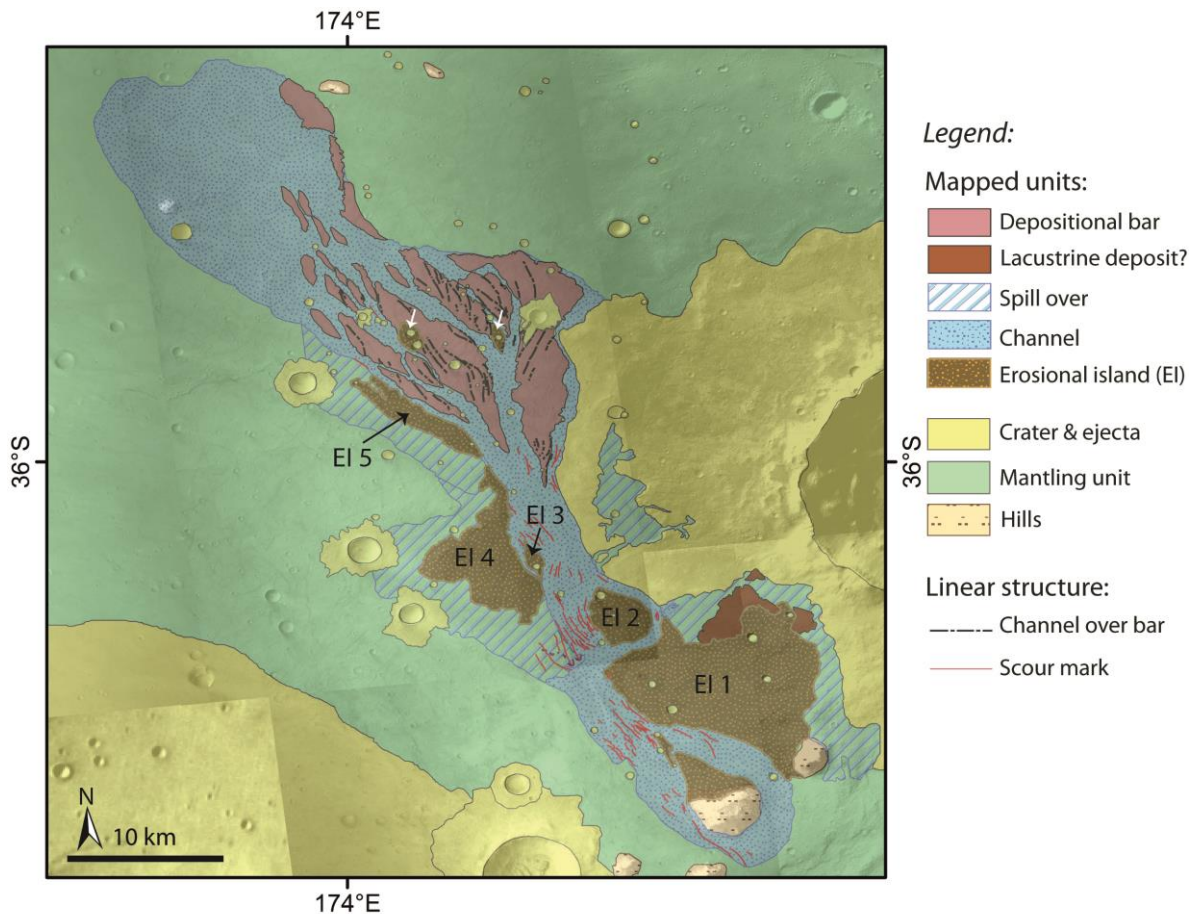 174°E
36°S
36°S
EI 5
EI 3
EI 4
EI 2
EI 1
N
10 km
174°E
Legend:
Mapped units:
Depositional bar
Lacustrine deposit?
Spill over
Channel
Erosional island (EI)
Crater & ejecta
Mantling unit
Hills
Linear structure:
Channel over bar
Scour mark